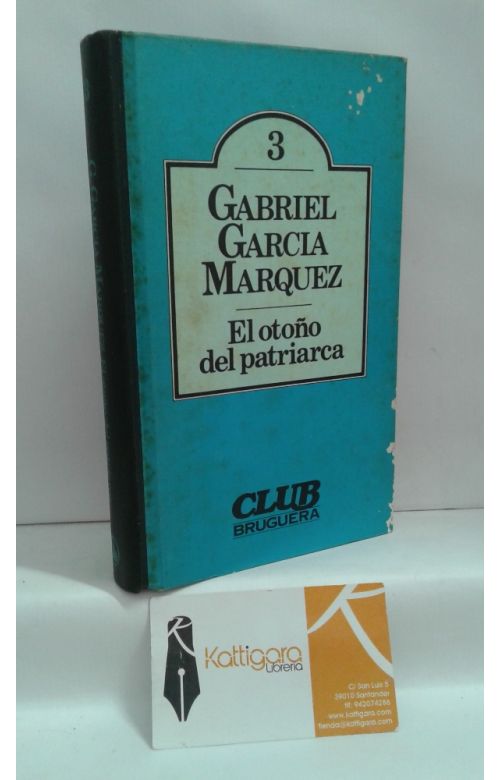 3
GABRIEL
GARCIA
MARQUEZ
El otoño
del patriarca
CLUB
BRUGUERA
Kattigara
Librería
C/ San Luis 5
39010 Santander
tlf: 942074288
www.kattigara.com
tienda@kattigara.com